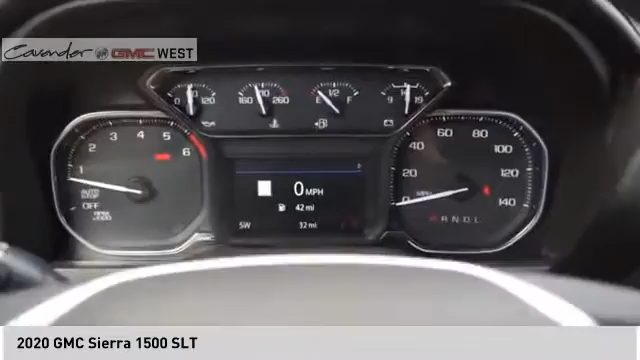 Cavender GMC WEST
0 120 160 210 260 E 1/2 F 9 14 19
1 2 3 4 5 6
AUTO
STOP
OFF
RPM
x1000
0 MPH
42 mi
SW 32 mi
0 20 40 60 80 100 120 140
MPH
P R N D L
2020 GMC Sierra 1500 SLT